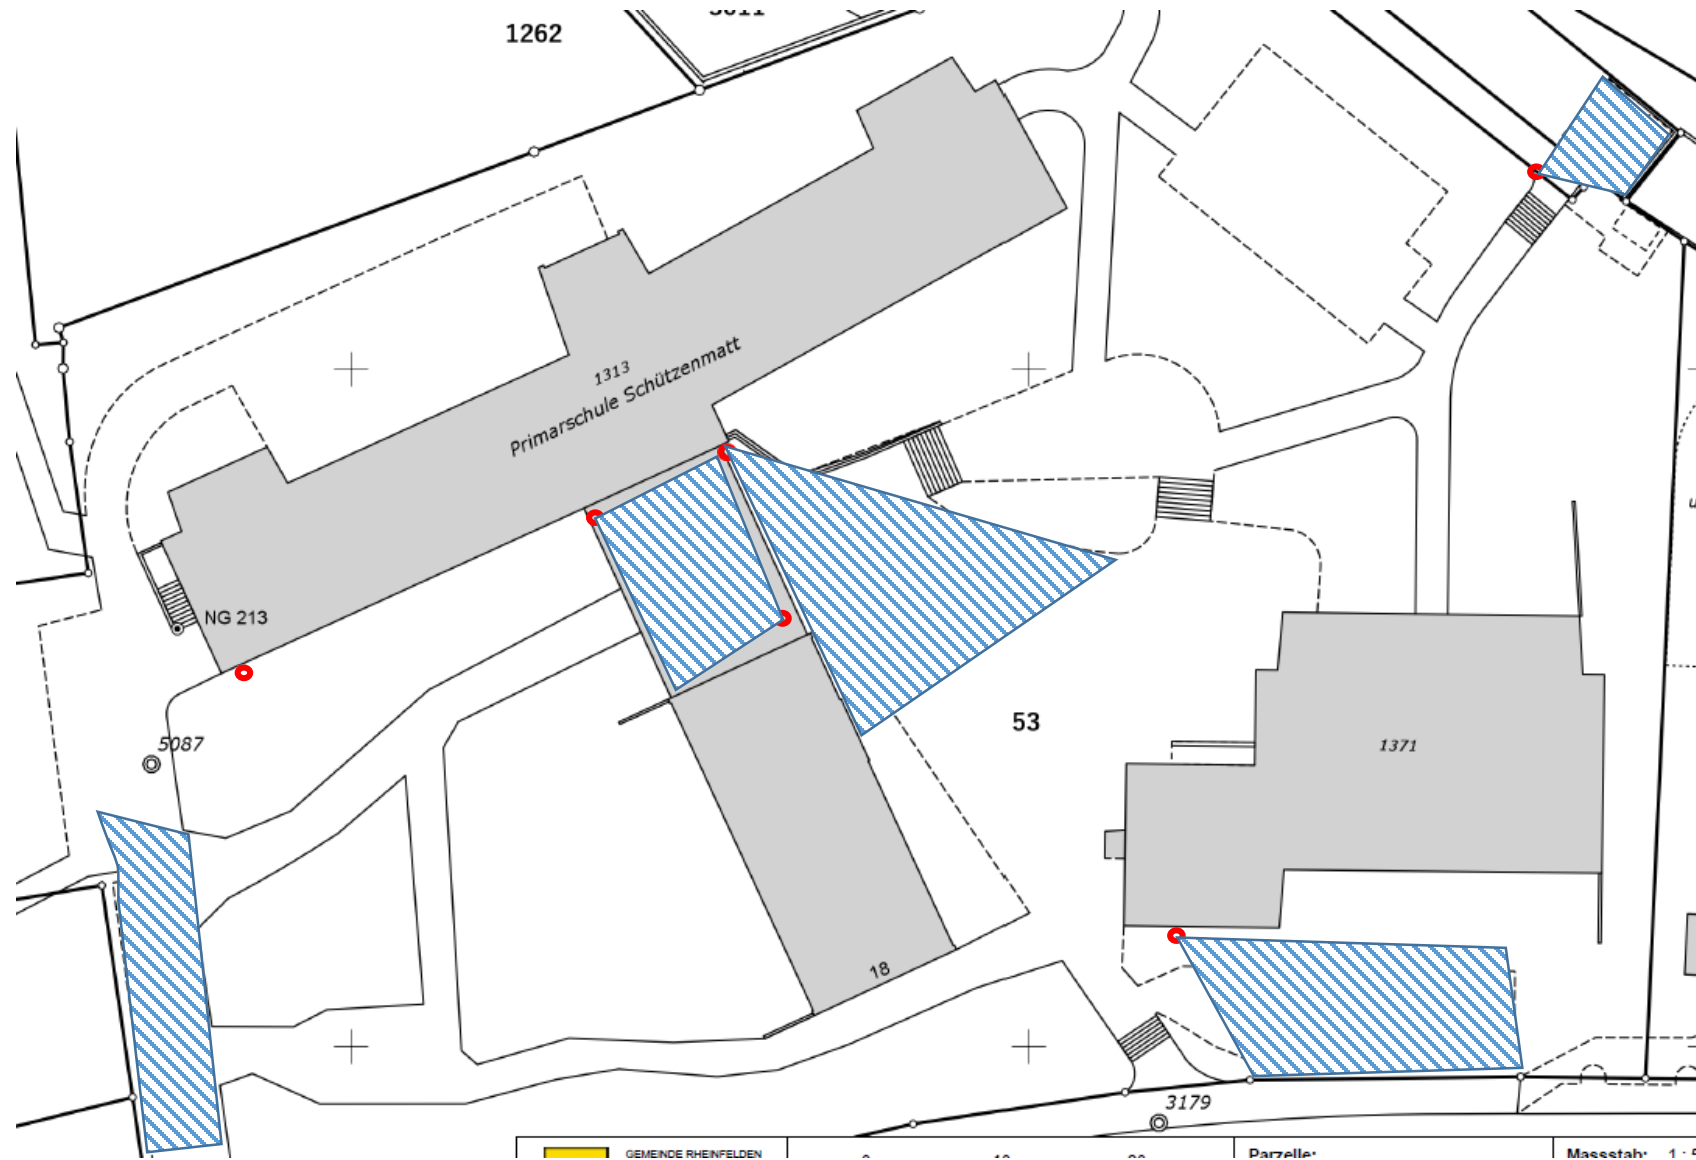 1262
1313
Primarschule Schützenmatt
NG 213
5087
53
1371
18
3179
GEMEINDE RHEINFELDEN
Parzelle:
Massstab: